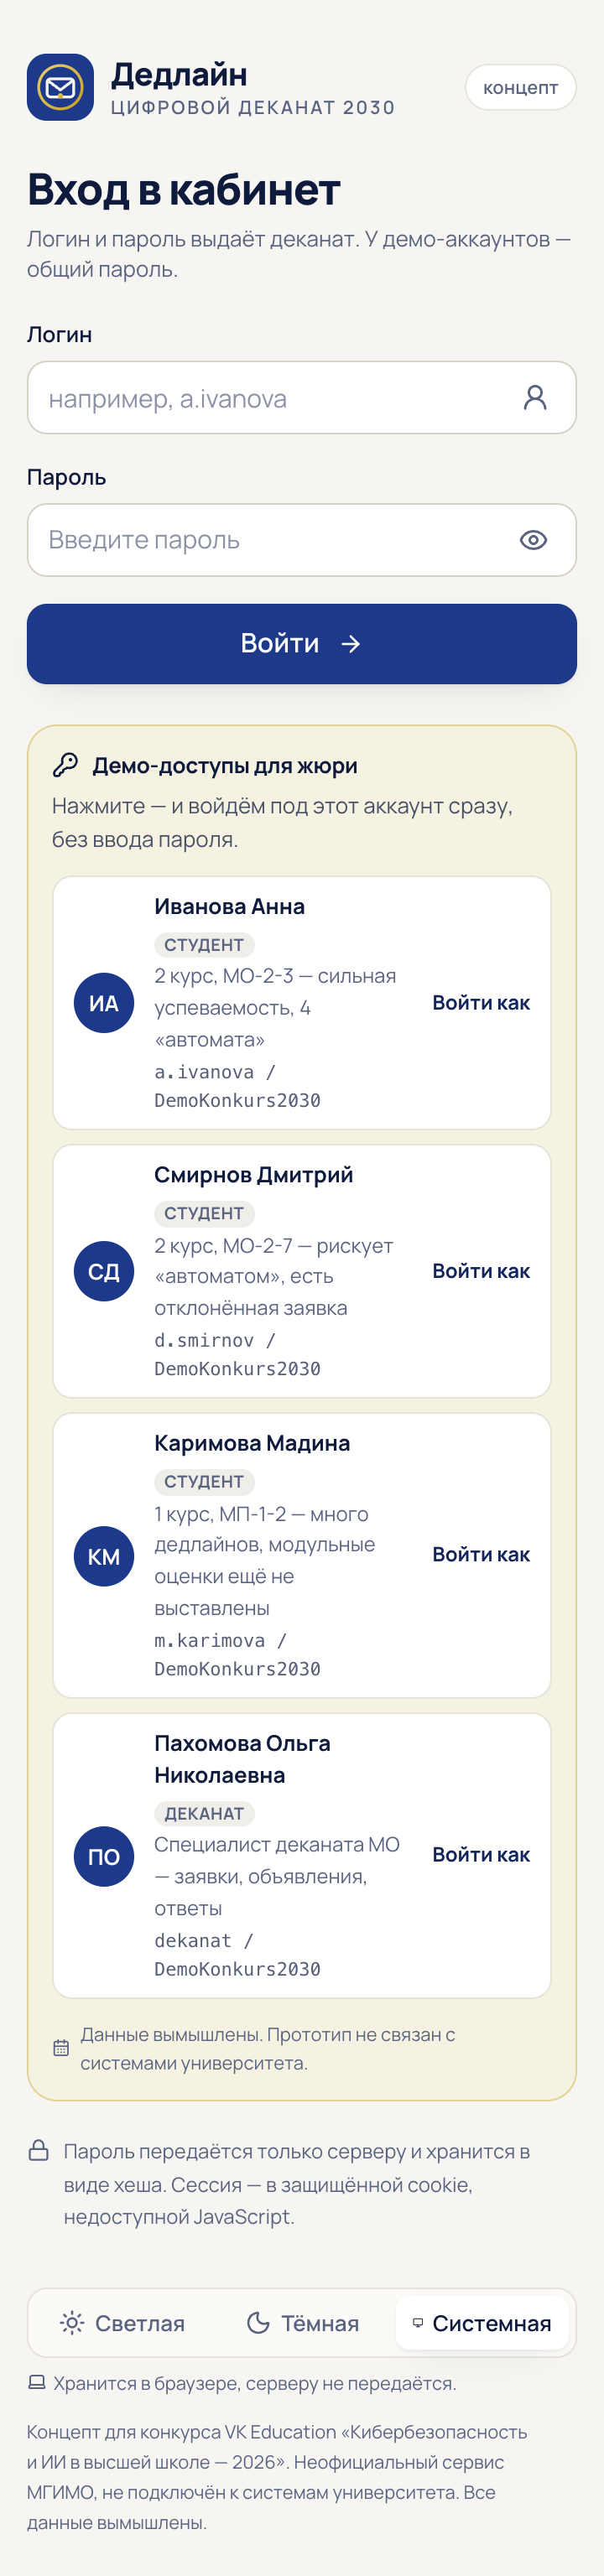 Дедлайн
ЦИФРОВОЙ ДЕКАНАТ 2030
концепт
Вход в кабинет
Логин и пароль выдаёт деканат. У демо-аккаунтов —
общий пароль.
Логин
например, a.ivanova
Пароль
Введите пароль
Войти →
Демо-доступы для жюри
Нажмите — и войдём под этот аккаунт сразу,
без ввода пароля.
Иванова Анна
СТУДЕНТ
ИА
2 курс, МО-2-3 — сильная
успеваемость, 4
«автомата»
a.ivanova /
DemoKonkurs2030
Войти как
Смирнов Дмитрий
СТУДЕНТ
СД
2 курс, МО-2-7 — рискует
«автоматом», есть
отклонённая заявка
d.smirnov /
DemoKonkurs2030
Войти как
Каримова Мадина
СТУДЕНТ
КМ
1 курс, МП-1-2 — много
дедлайнов, модульные
оценки ещё не
выставлены
m.karimova /
DemoKonkurs2030
Войти как
Пахомова Ольга
Николаевна
ДЕКАНАТ
ПО
Специалист деканата МО
— заявки, объявления,
ответы
dekanat /
DemoKonkurs2030
Войти как
Данные вымышлены. Прототип не связан с
системами университета.
Пароль передаётся только серверу и хранится в
виде хеша. Сессия — в защищённой cookie,
недоступной JavaScript.
Светлая
Тёмная
Системная
Хранится в браузере, серверу не передаётся.
Концепт для конкурса VK Education «Кибербезопасность
и ИИ в высшей школе — 2026». Неофициальный сервис
МГИМО, не подключён к системам университета. Все
данные вымышлены.